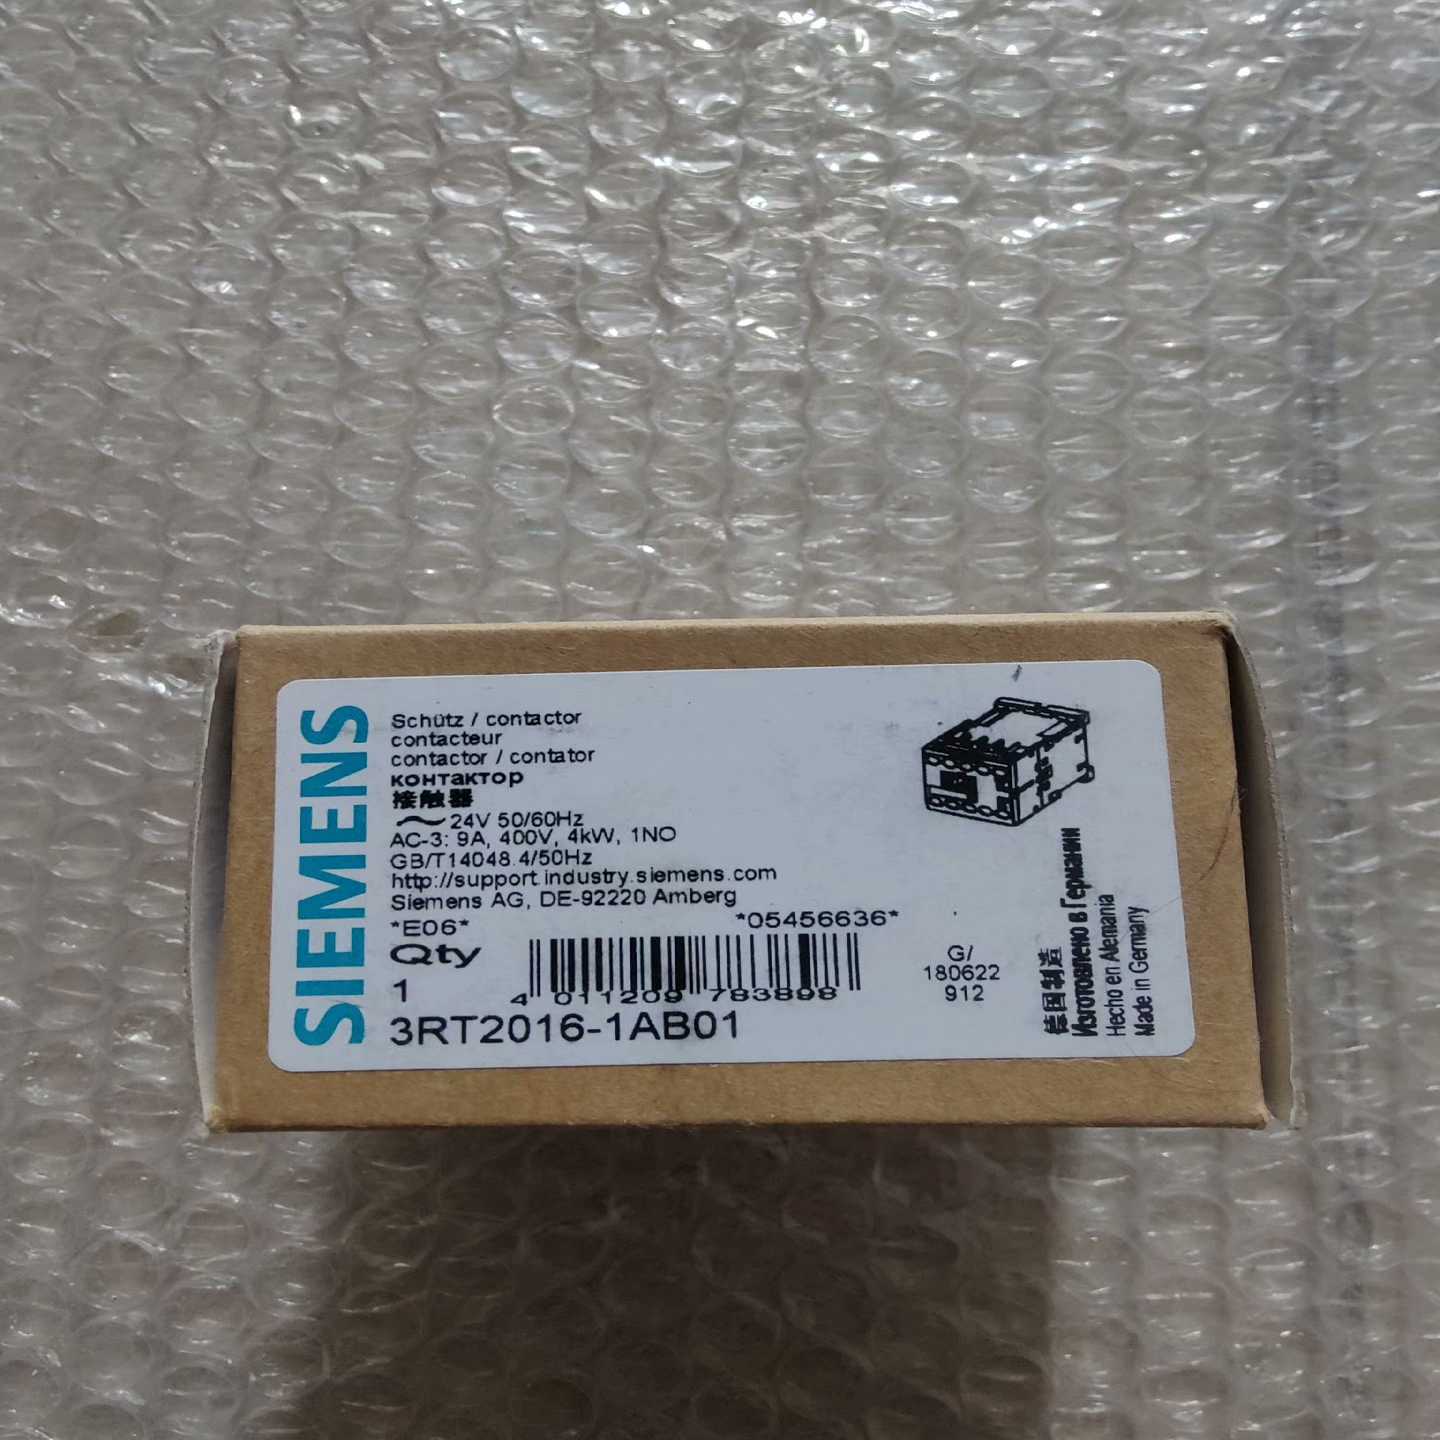 SIEMENS
Schütz / contactor
contacteur
contactor / contator
контактор
接触器
~ 24V 50/60Hz
AC-3: 9A, 400V, 4kW, 1NO
GB/T14048.4/50Hz
http://support.industry.siemens.com
Siemens AG, DE-92220 Amberg
*E06*
*05456636*
Qty
1
4 011209 783898
3RT2016-1AB01
G/
180622
912
德国制造
Изготовлено в Германии
Hecho en Alemania
Made in Germany